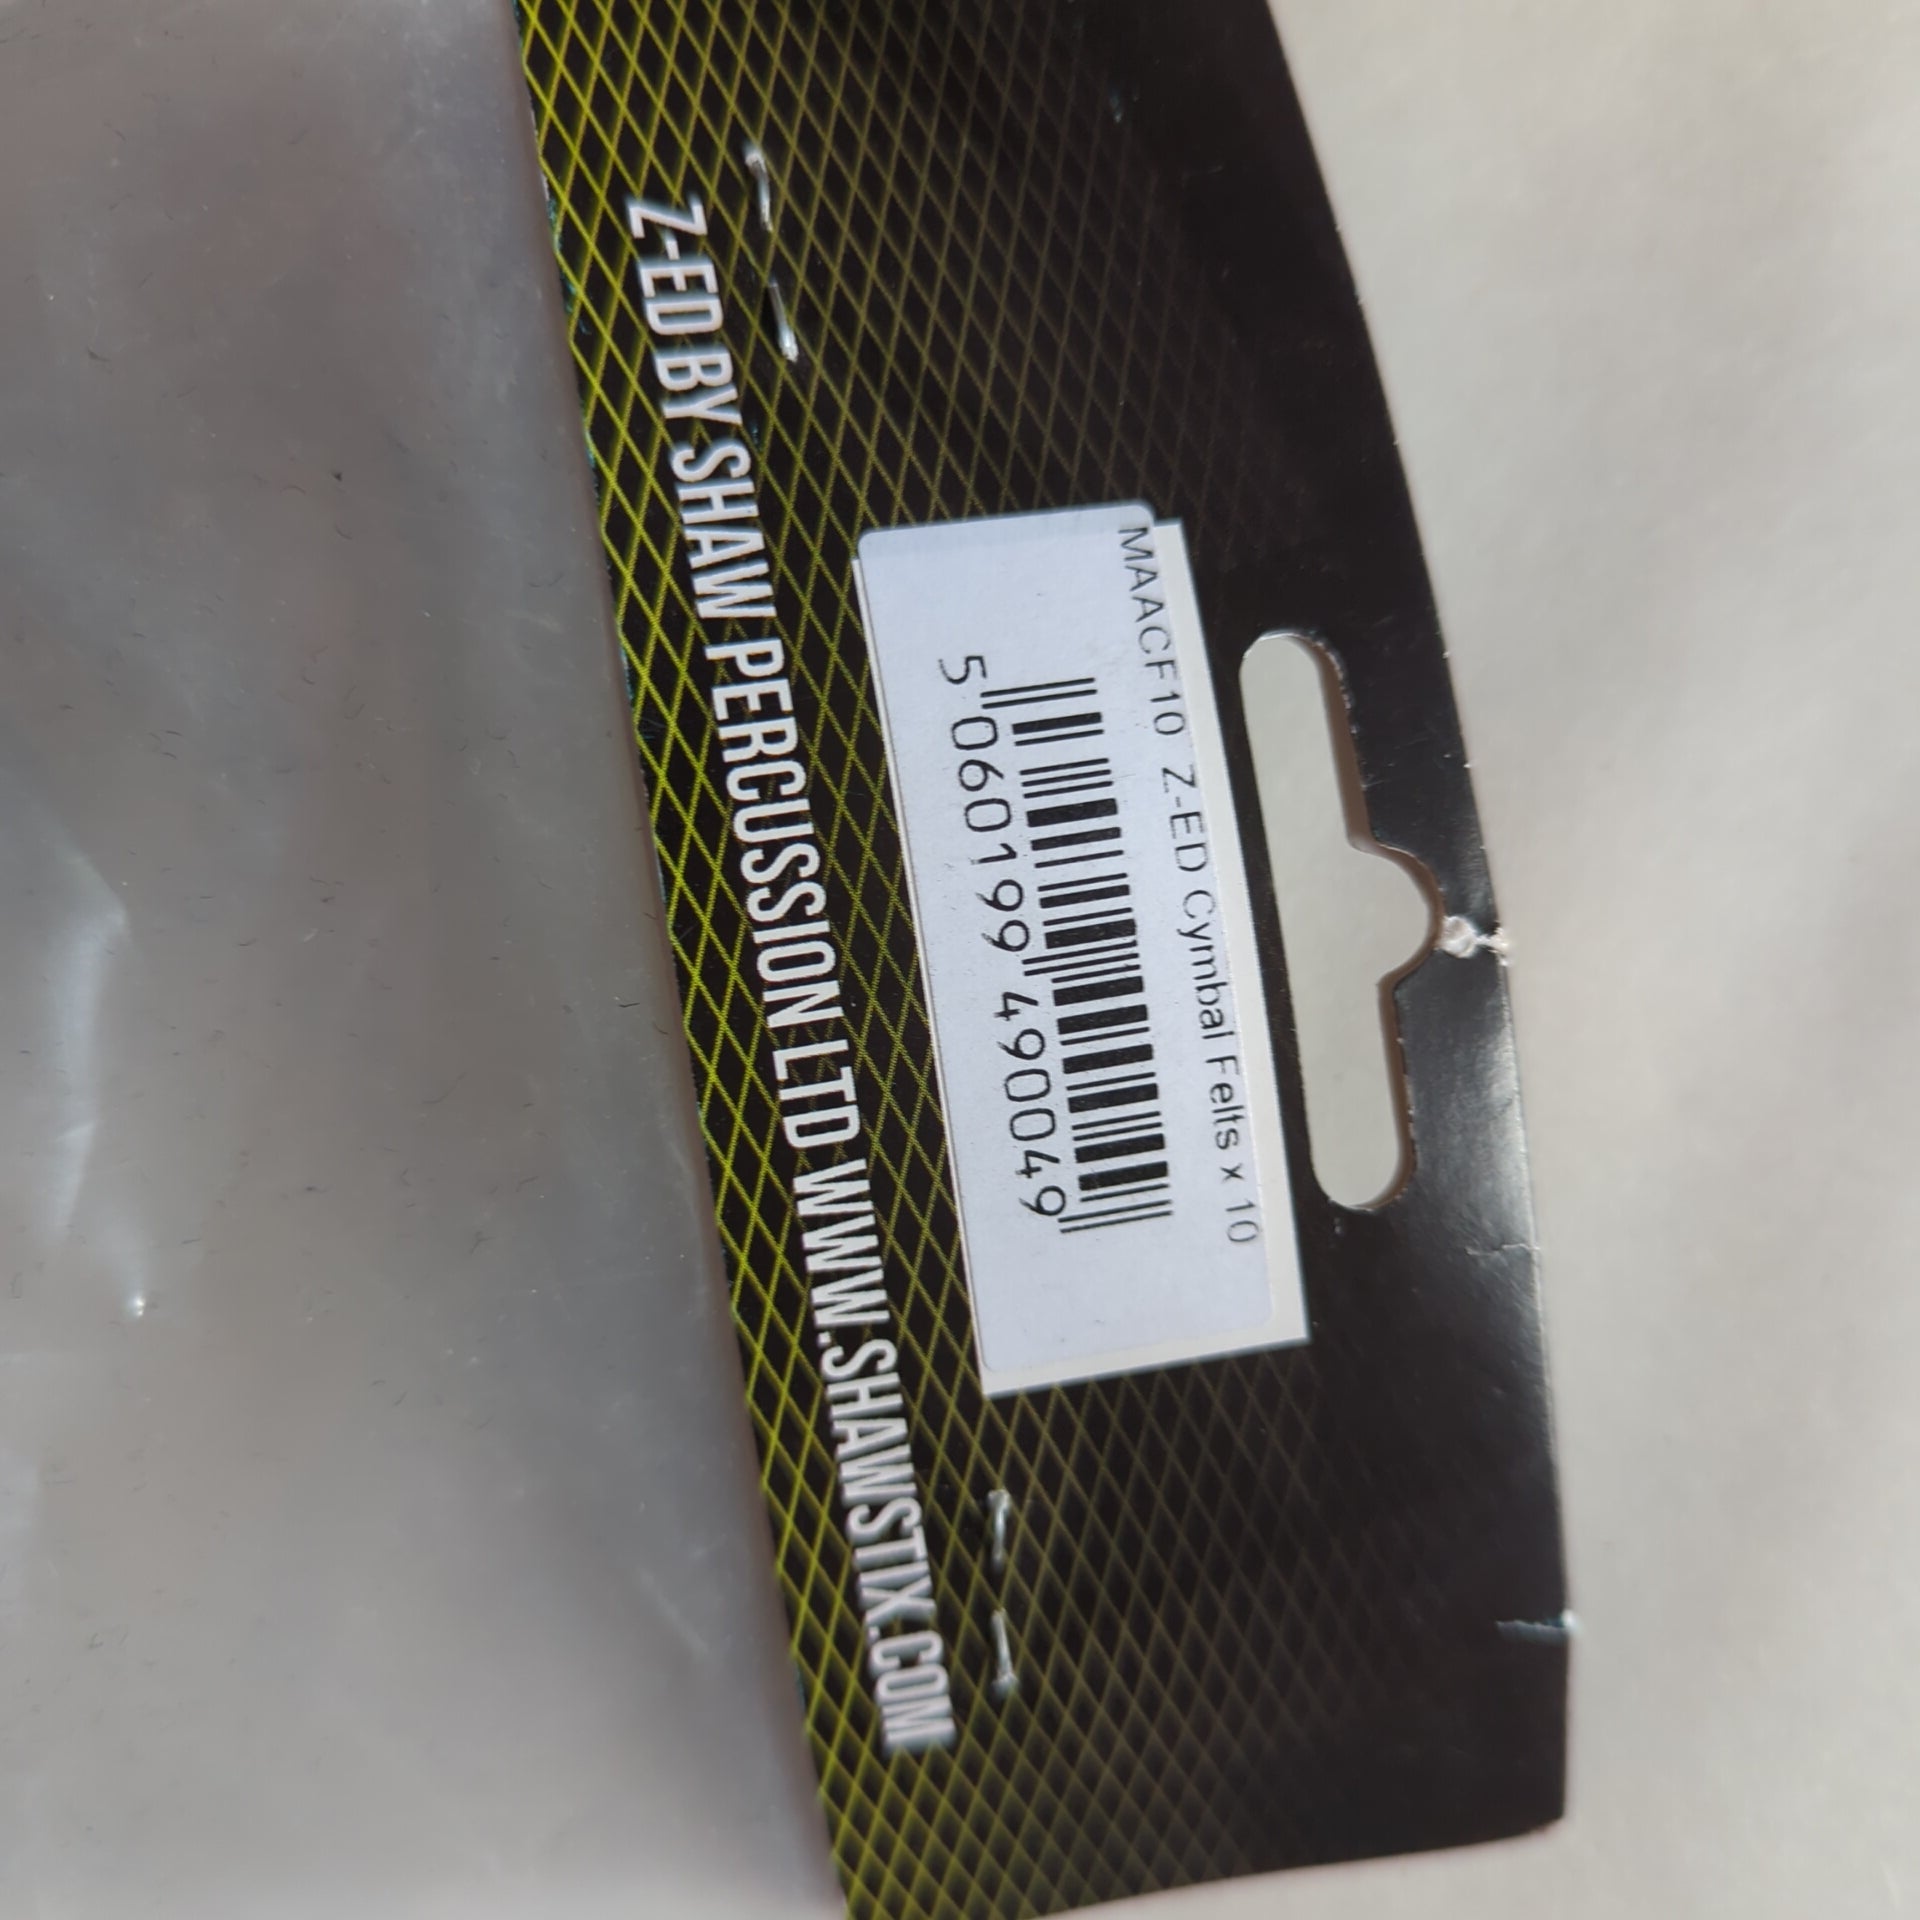 MAACF10 Z-ED Cymbal Felts x 10
5 060199 490049
Z-ED BY SHAW PERCUSSION LTD WWW.SHAWSTIX.COM